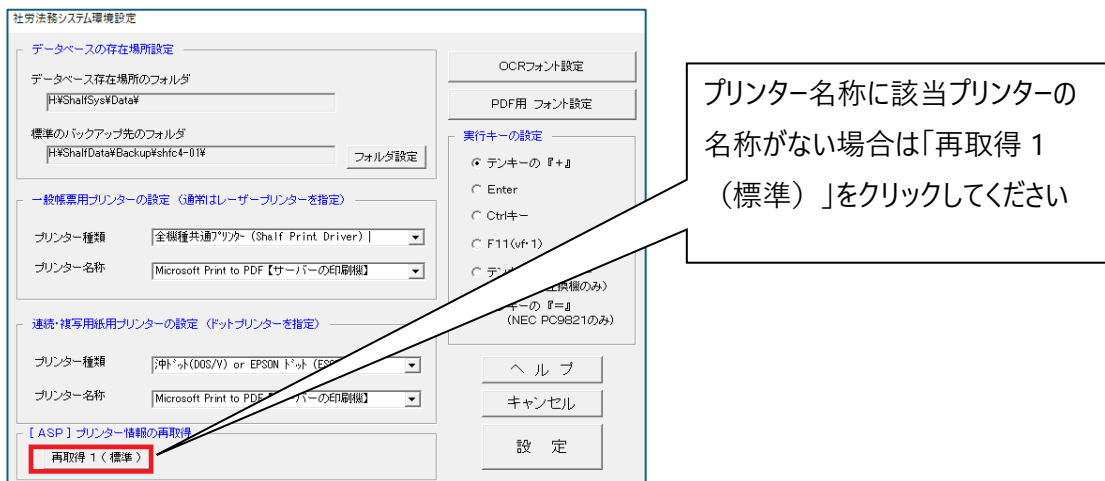 社労法務システム環境設定
データベースの存在場所設定
データベース存在場所のフォルダ
H:¥ShalfSys¥Data¥
標準のバックアップ先のフォルダ
H:¥ShalfData¥Backup¥shfc4-01¥
フォルダ設定
一般帳票用プリンターの設定（通常はレーザープリンターを指定）
プリンター種類
全機種共通プリンター (Shalf Print Driver) |
プリンター名称
Microsoft Print to PDF【サーバーの印刷機】
連続・複写用紙用プリンターの設定（ドットプリンターを指定）
プリンター種類
沖ドット(DOS/V) or EPSON ドット
プリンター名称
Microsoft Print to PDF
バーの印刷機】
[ ASP ] プリンター情報の再取得
再取得 1 ( 標準 )
OCRフォント設定
PDF用 フォント設定
実行キーの設定
テンキーの『+』
Enter
Ctrlキー
F11(vf・1)
互換機のみ)
キーの『=』
(NEC PC9821のみ)
ヘ ル プ
キャンセル
設 定
プリンター名称に該当プリンターの
名称がない場合は「再取得 1
（標準）」をクリックしてください